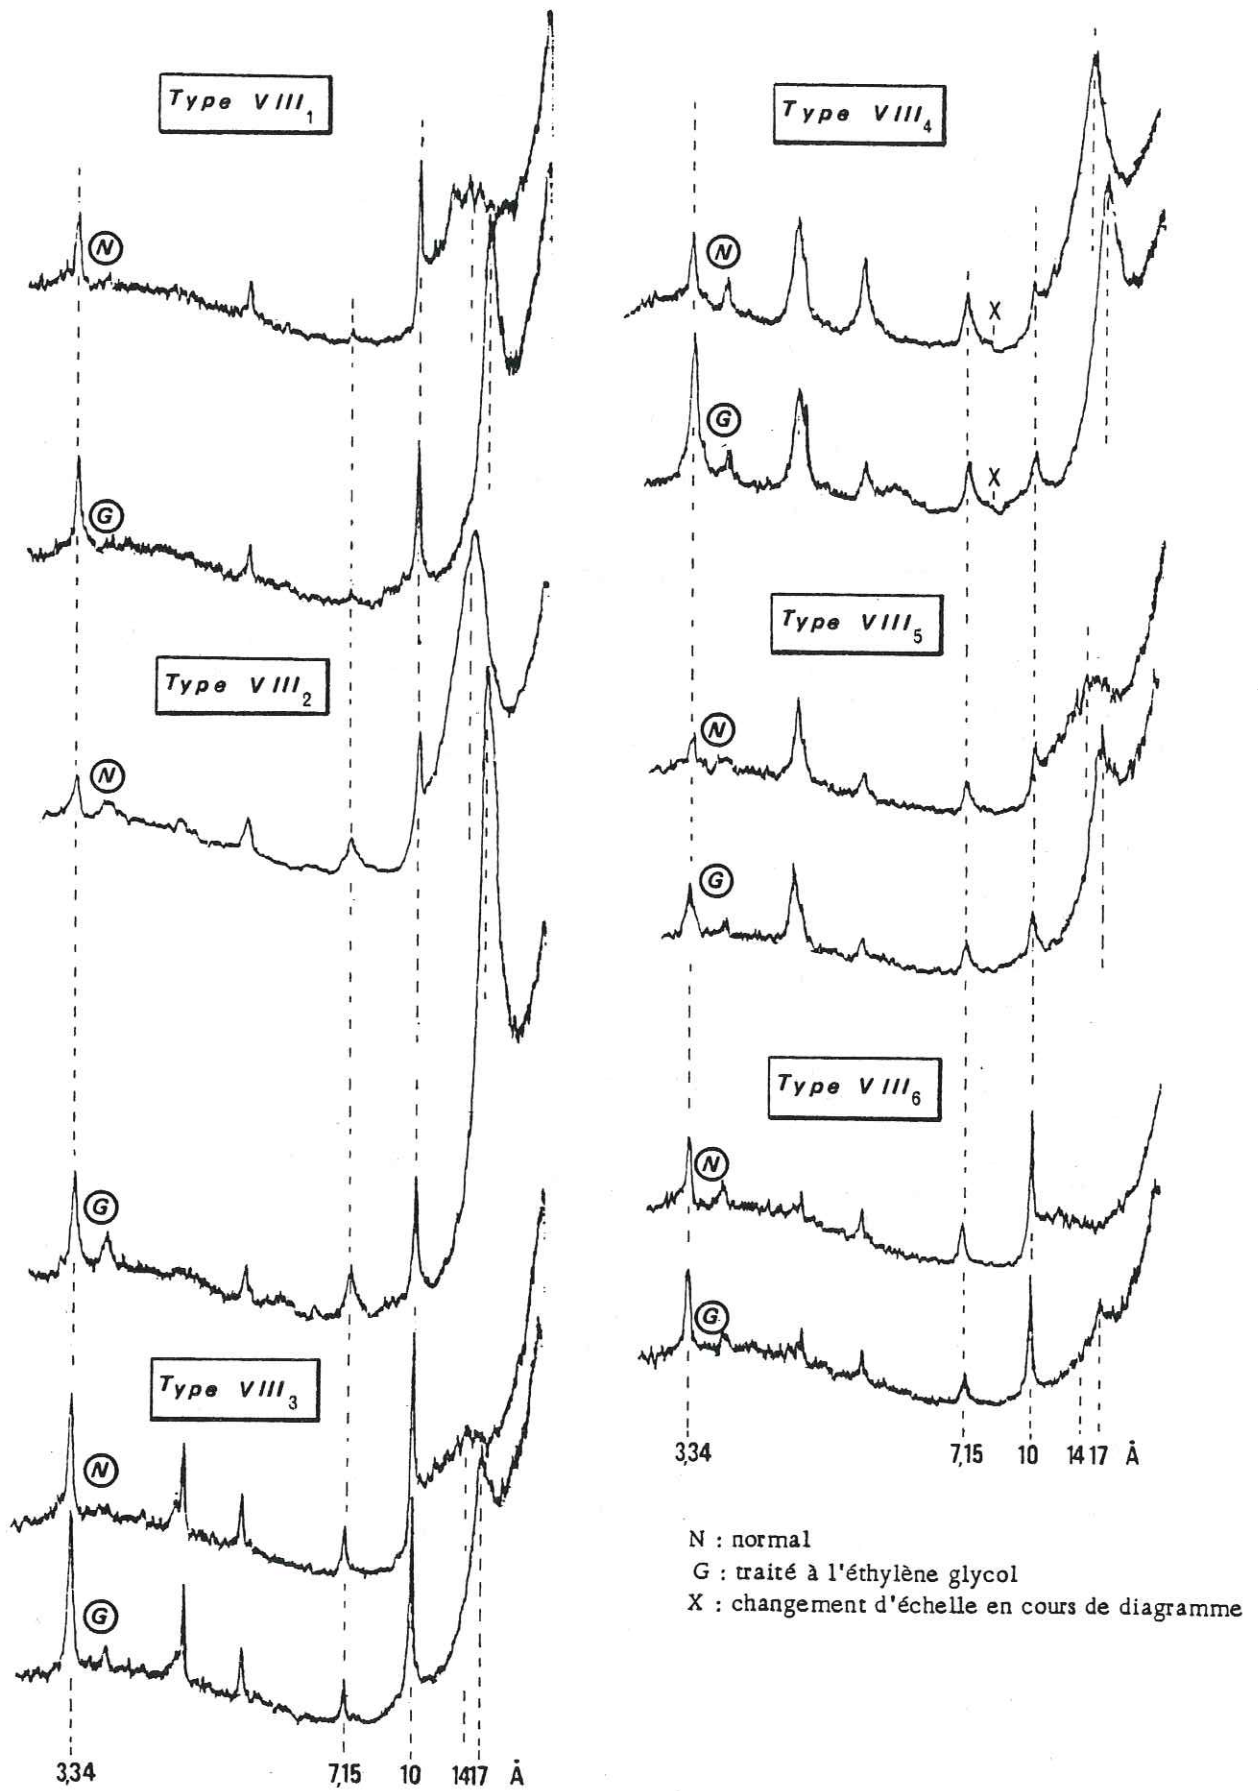 Type VIII1
N
G
Type VIII2
N
G
Type VIII3
N
G
3,34 7,15 10 14 17 Å
Type VIII4
N
X
G
X
Type VIII5
N
G
Type VIII6
N
G
3,34 7,15 10 14 17 Å
N : normal
G : traité à l'éthylène glycol
X : changement d'échelle en cours de diagramme